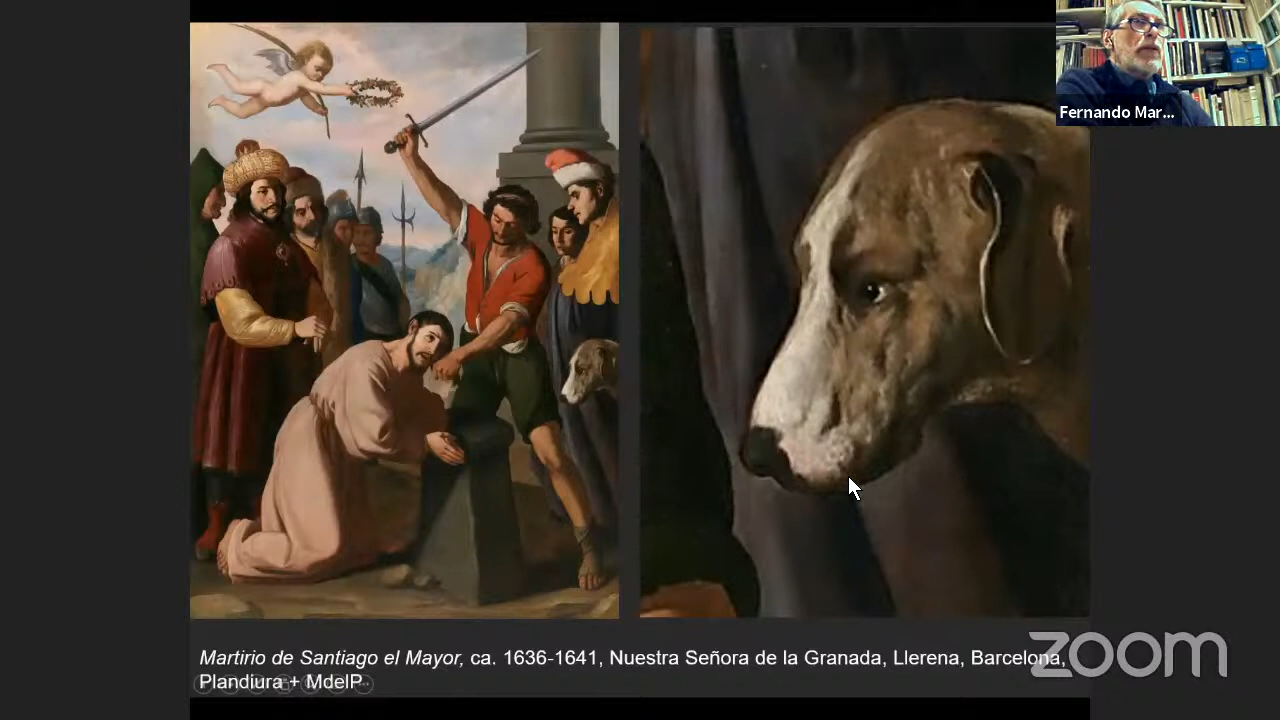 Fernando Mar...
Martirio de Santiago el Mayor, ca. 1636-1641, Nuestra Señora de la Granada, Llerena, Barcelona,
Plandiura + MdelP
zoom